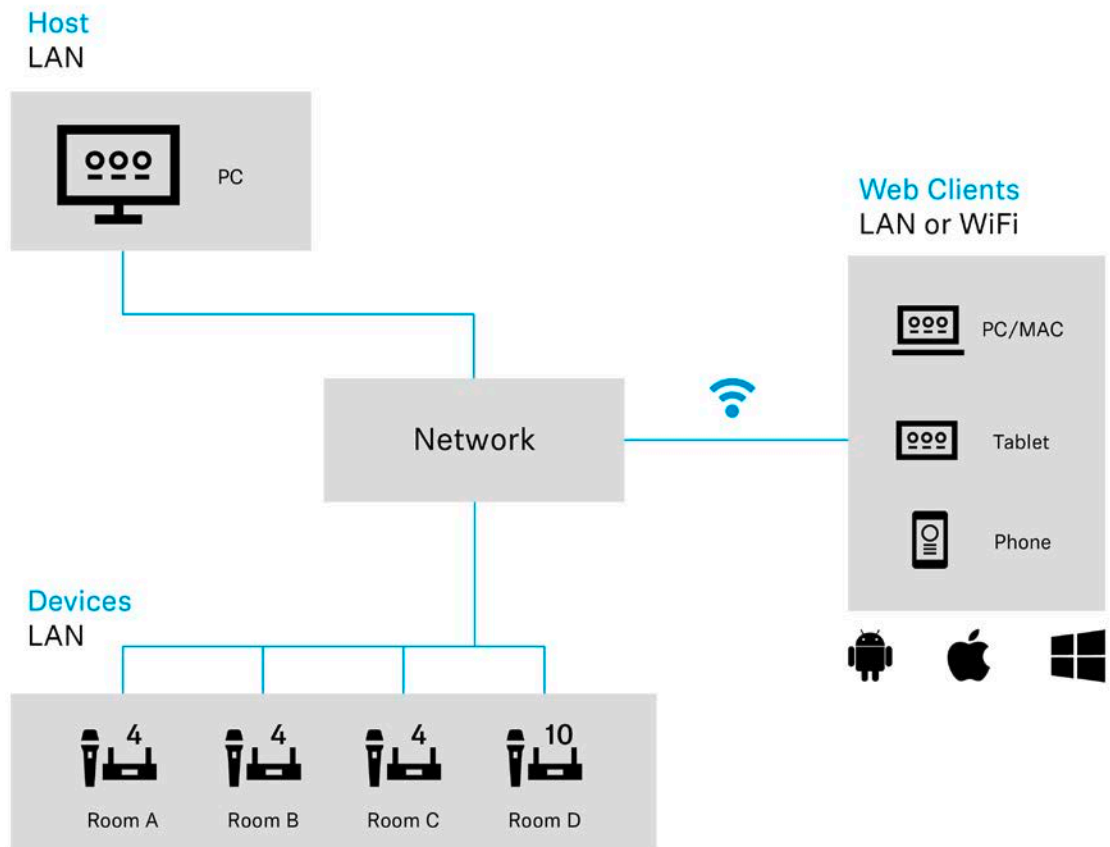 Host
LAN
PC
Web Clients
LAN or WiFi
PC/MAC
Tablet
Phone
Network
Devices
LAN
4
4
4
10
Room A
Room B
Room C
Room D